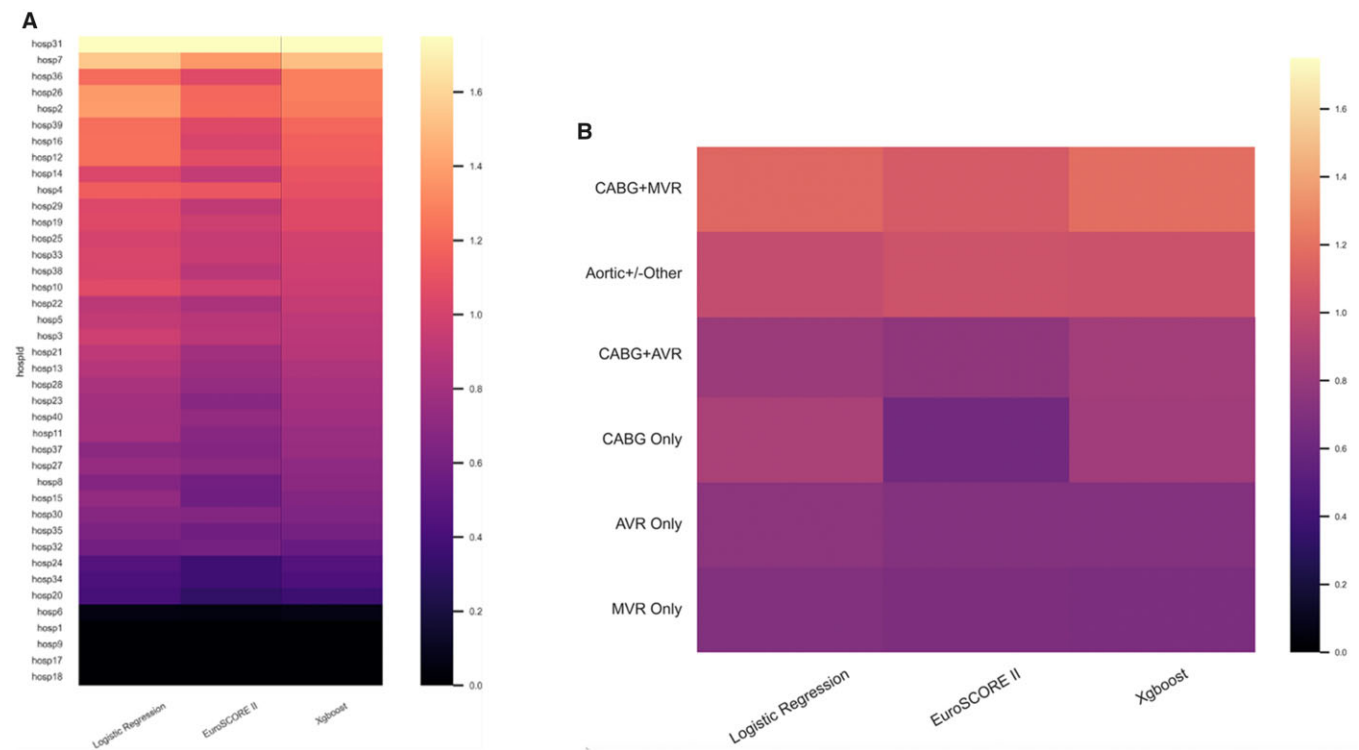 A
hosp31
hosp7
hosp36
hosp26
hosp2
hosp39
hosp16
hosp12
hosp14
hosp4
hosp29
hosp19
hosp25
hosp33
hosp38
hosp10
hosp22
hosp5
hosp3
hosp21
hosp13
hosp28
hosp23
hosp40
hosp11
hosp37
hosp27
hosp8
hosp15
hosp30
hosp35
hosp32
hosp24
hosp34
hosp20
hosp6
hosp1
hosp9
hosp17
hosp18
hospId
Logistic Regression
EuroSCORE II
Xgboost
1.6
1.4
1.2
1.0
0.8
0.6
0.4
0.2
0.0
B
CABG+MVR
Aortic+/-Other
CABG+AVR
CABG Only
AVR Only
MVR Only
Logistic Regression
EuroSCORE II
Xgboost
1.6
1.4
1.2
1.0
0.8
0.6
0.4
0.2
0.0